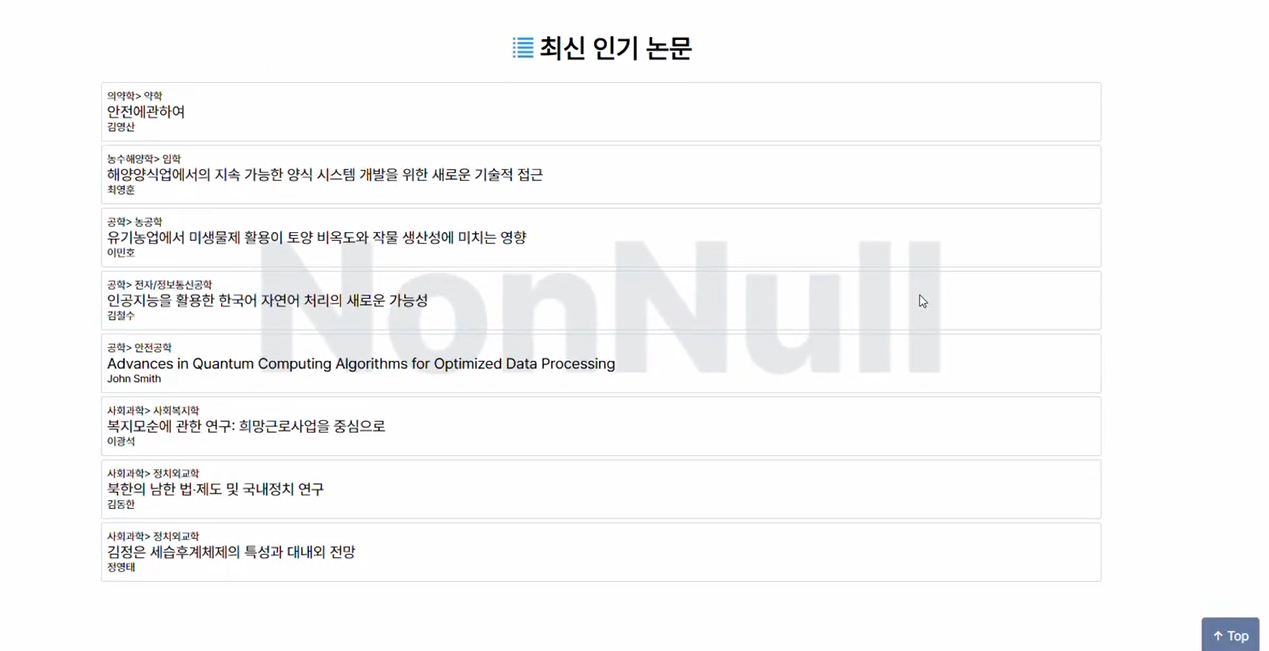 최신 인기 논문
의약학> 약학
안전에관하여
김영산
농수해양학> 임학
해양양식업에서의 지속 가능한 양식 시스템 개발을 위한 새로운 기술적 접근
최영훈
공학> 농공학
유기농업에서 미생물제 활용이 토양 비옥도와 작물 생산성에 미치는 영향
이민호
공학> 전자/정보통신공학
인공지능을 활용한 한국어 자연어 처리의 새로운 가능성
김철수
NonNull
공학> 안전공학
Advances in Quantum Computing Algorithms for Optimized Data Processing
John Smith
사회과학> 사회복지학
복지모순에 관한 연구: 희망근로사업을 중심으로
이광석
사회과학> 정치외교학
북한의 남한 법·제도 및 국내정치 연구
김동한
사회과학> 정치외교학
김정은 세습후계체제의 특성과 대내외 전망
정영태
↑ Top